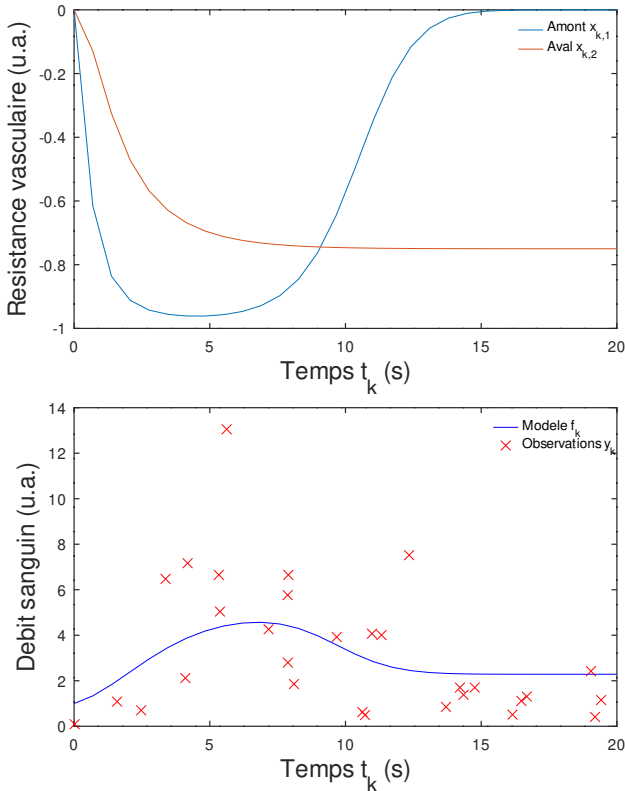 Resistance vasculaire (u.a.)
0
-0.2
-0.4
-0.6
-0.8
-1
Amont x_{k,1}
Aval x_{k,2}
0 5 10 15 20
Temps t_k (s)
Debit sanguin (u.a.)
14
12
10
8
6
4
2
0
Modele f_k
Observations y_k
0 5 10 15 20
Temps t_k (s)